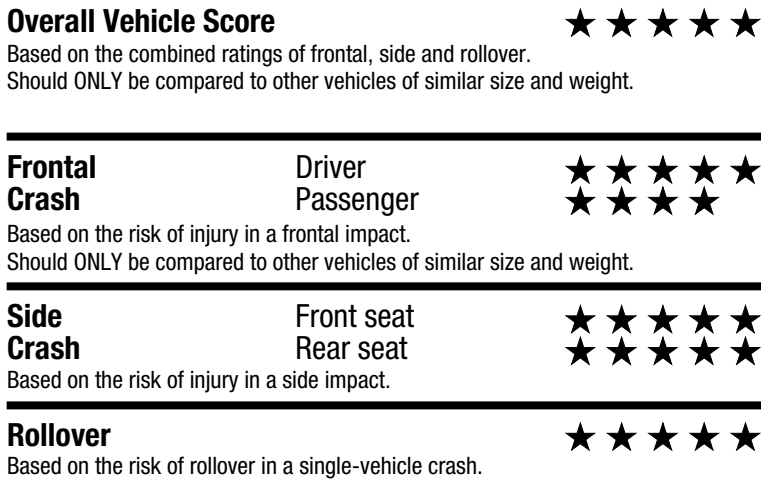 Overall Vehicle Score ★ ★ ★ ★ ★
Based on the combined ratings of frontal, side and rollover.
Should ONLY be compared to other vehicles of similar size and weight.
Frontal Driver ★ ★ ★ ★ ★
Crash Passenger ★ ★ ★ ★
Based on the risk of injury in a frontal impact.
Should ONLY be compared to other vehicles of similar size and weight.
Side Front seat ★ ★ ★ ★ ★
Crash Rear seat ★ ★ ★ ★ ★
Based on the risk of injury in a side impact.
Rollover ★ ★ ★ ★ ★
Based on the risk of rollover in a single-vehicle crash.